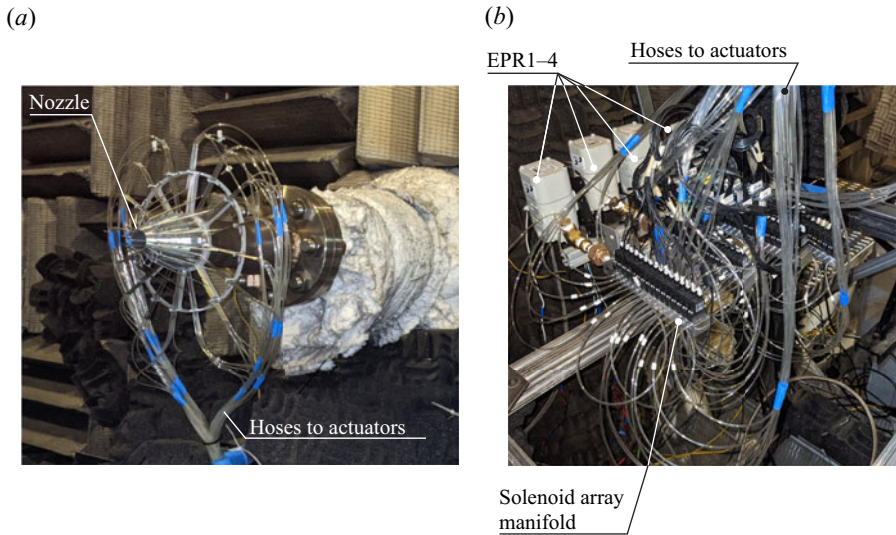 (a)
Nozzle
Hoses to actuators
(b)
EPR1–4
Hoses to actuators
Solenoid array
manifold